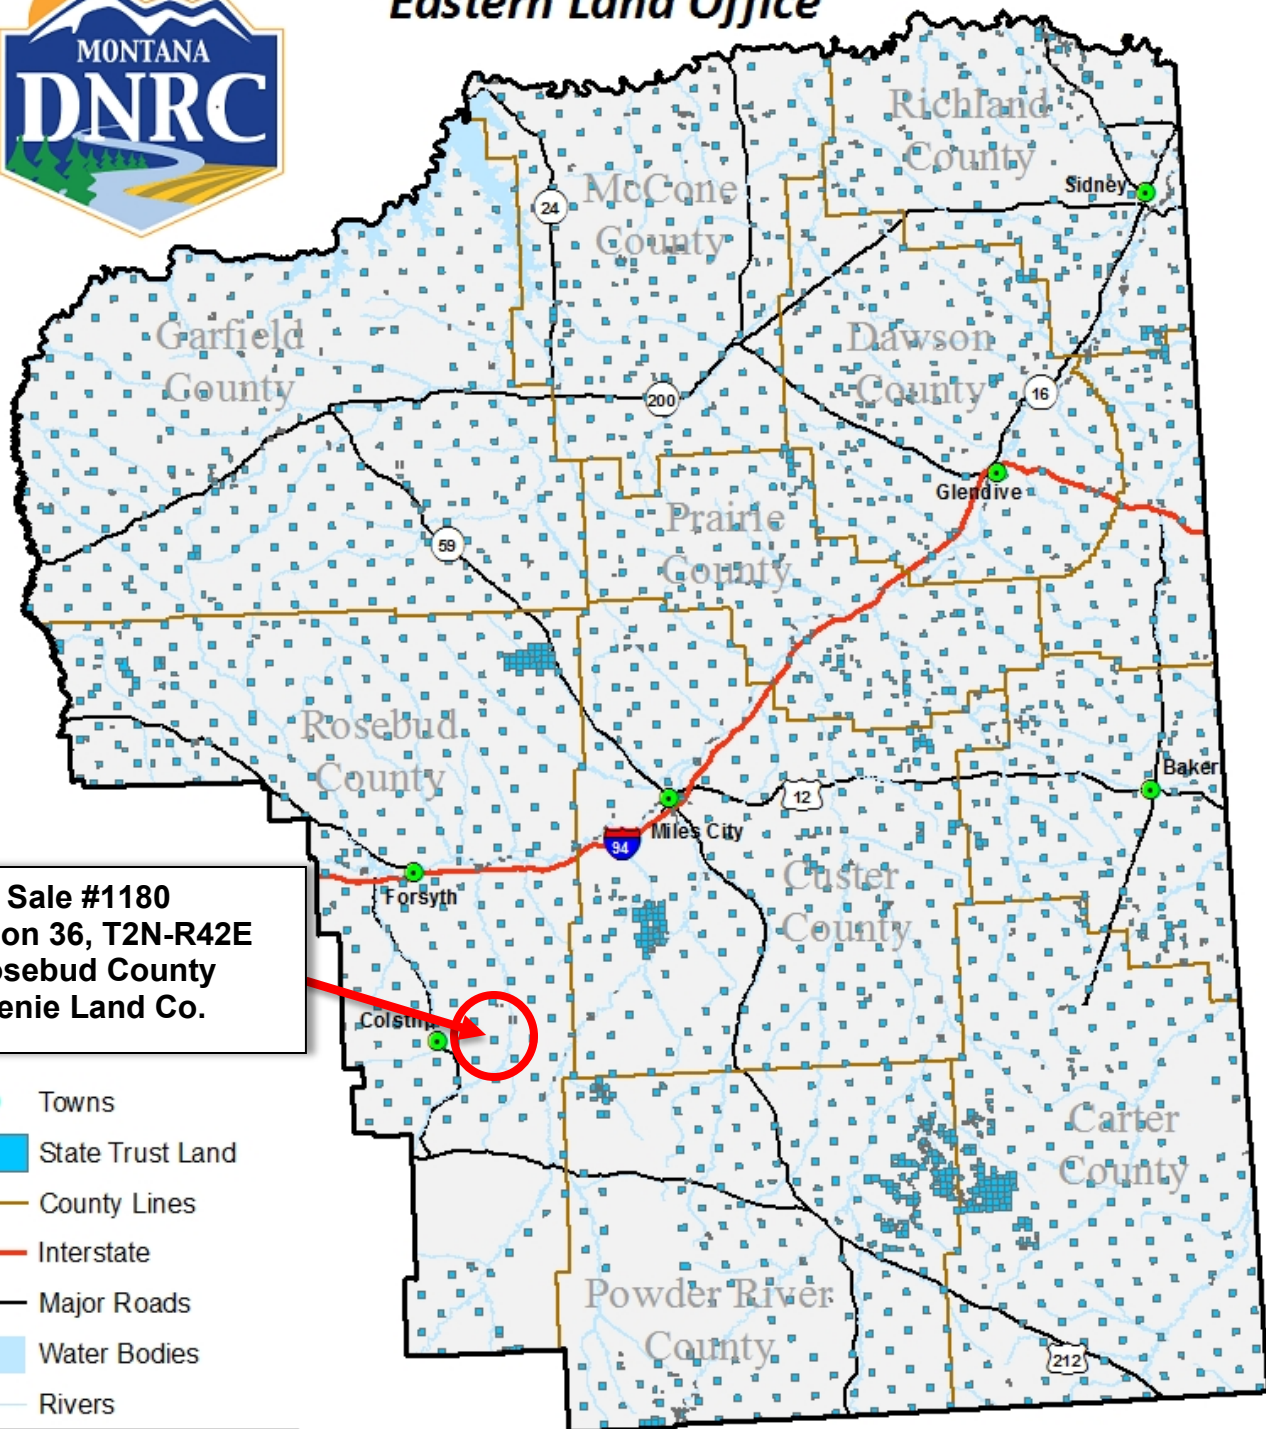 Eastern Land Office
MONTANA
DNRC
Richland
County
Sidney
McCone
County
24
Garfield
County
Dawson
County
200
16
Glendive
Prairie
County
59
Rosebud
County
Baker
12
Miles City
94
Custer
County
Forsyth
Sale #1180
on 36, T2N-R42E
osebud County
enie Land Co.
Colstrip
Carter
County
Powder River
County
212
Towns
State Trust Land
County Lines
Interstate
Major Roads
Water Bodies
Rivers